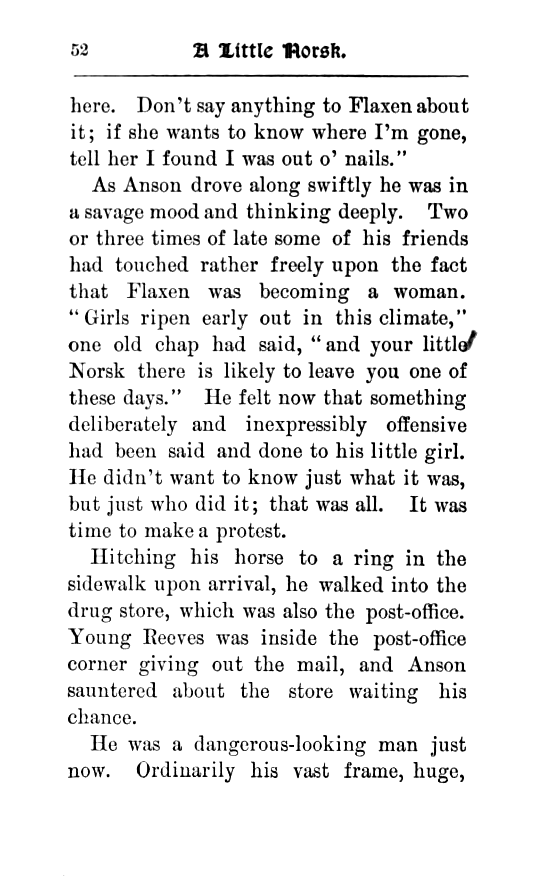 52 A Little Norsk.
here. Don't say anything to Flaxen about
it; if she wants to know where I'm gone,
tell her I found I was out o' nails."
As Anson drove along swiftly he was in
a savage mood and thinking deeply. Two
or three times of late some of his friends
had touched rather freely upon the fact
that Flaxen was becoming a woman.
"Girls ripen early out in this climate,"
one old chap had said, "and your little
Norsk there is likely to leave you one of
these days." He felt now that something
deliberately and inexpressibly offensive
had been said and done to his little girl.
He didn't want to know just what it was,
but just who did it; that was all. It was
time to make a protest.
Hitching his horse to a ring in the
sidewalk upon arrival, he walked into the
drug store, which was also the post-office.
Young Reeves was inside the post-office
corner giving out the mail, and Anson
sauntered about the store waiting his
chance.
He was a dangerous-looking man just
now. Ordinarily his vast frame, huge,